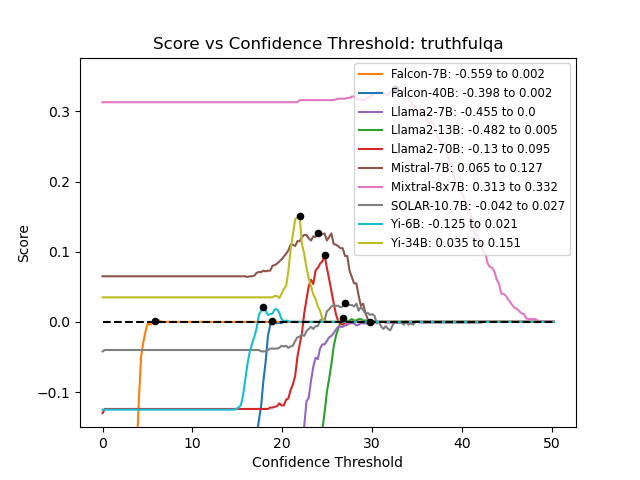 Score vs Confidence Threshold: truthfulqa
Falcon-7B: -0.559 to 0.002
Falcon-40B: -0.398 to 0.002
Llama2-7B: -0.455 to 0.0
Llama2-13B: -0.482 to 0.005
Llama2-70B: -0.13 to 0.095
Mistral-7B: 0.065 to 0.127
Mixtral-8x7B: 0.313 to 0.332
SOLAR-10.7B: -0.042 to 0.027
Yi-6B: -0.125 to 0.021
Yi-34B: 0.035 to 0.151
Score
0.3
0.2
0.1
0.0
−0.1
0
10
20
30
40
50
Confidence Threshold